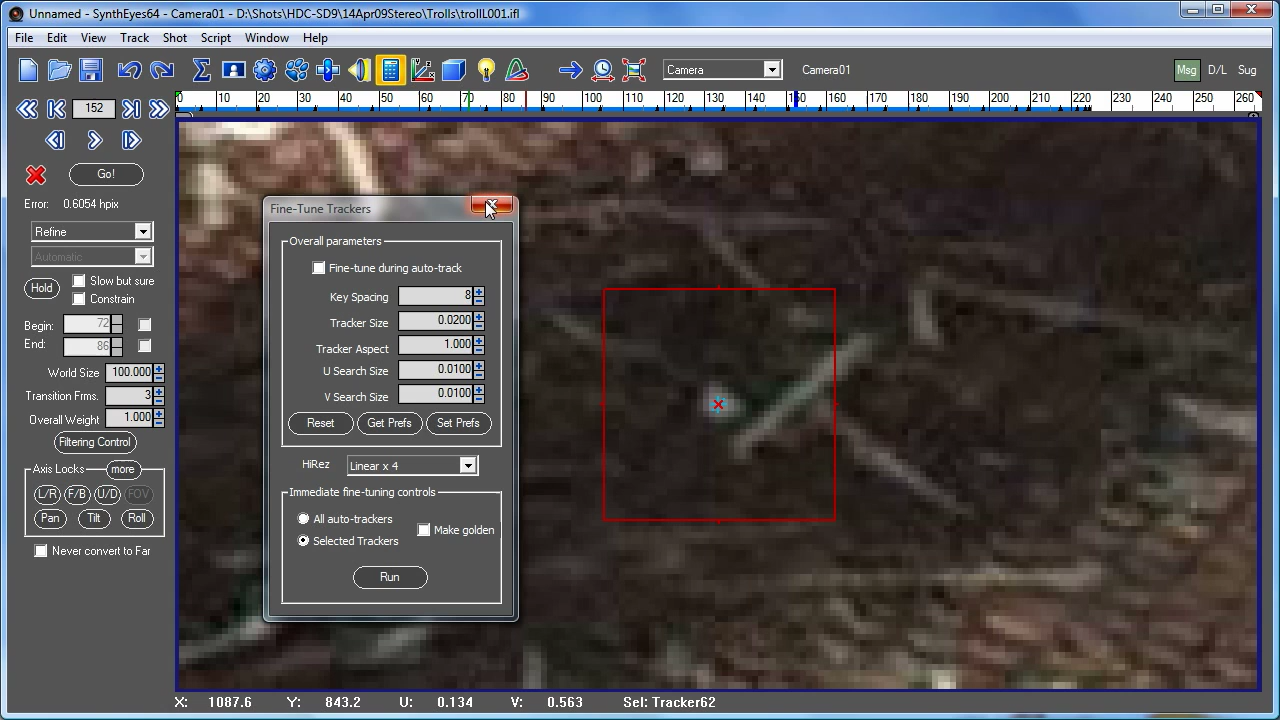 Unnamed - SynthEyes64 - Camera01 - D:\Shots\HDC-SD9\14Apr09Stereo\Trolls\trollL001.ifl
File Edit View Track Shot Script Window Help
Camera Camera01 Msg D/L Sug
0 10 20 30 40 50 60 70 80 90 100 110 120 130 140 150 160 170 180 190 200 210 220 230 240 250 260
152
Go!
Error: 0.6054 hpix
Refine
Automatic
Hold
Slow but sure
Constrain
Begin: 72
End: 86
World Size 100.000
Transition Frms. 3
Overall Weight 1.000
Filtering Control
Axis Locks more
L/R F/B U/D FOV
Pan Tilt Roll
Never convert to Far
Fine-Tune Trackers
Overall parameters
Fine-tune during auto-track
Key Spacing 8
Tracker Size 0.0200
Tracker Aspect 1.000
U Search Size 0.0100
V Search Size 0.0100
Reset Get Prefs Set Prefs
HiRez Linear x 4
Immediate fine-tuning controls
All auto-trackers
Make golden
Selected Trackers
Run
X: 1087.6 Y: 843.2 U: 0.134 V: 0.563 Sel: Tracker62